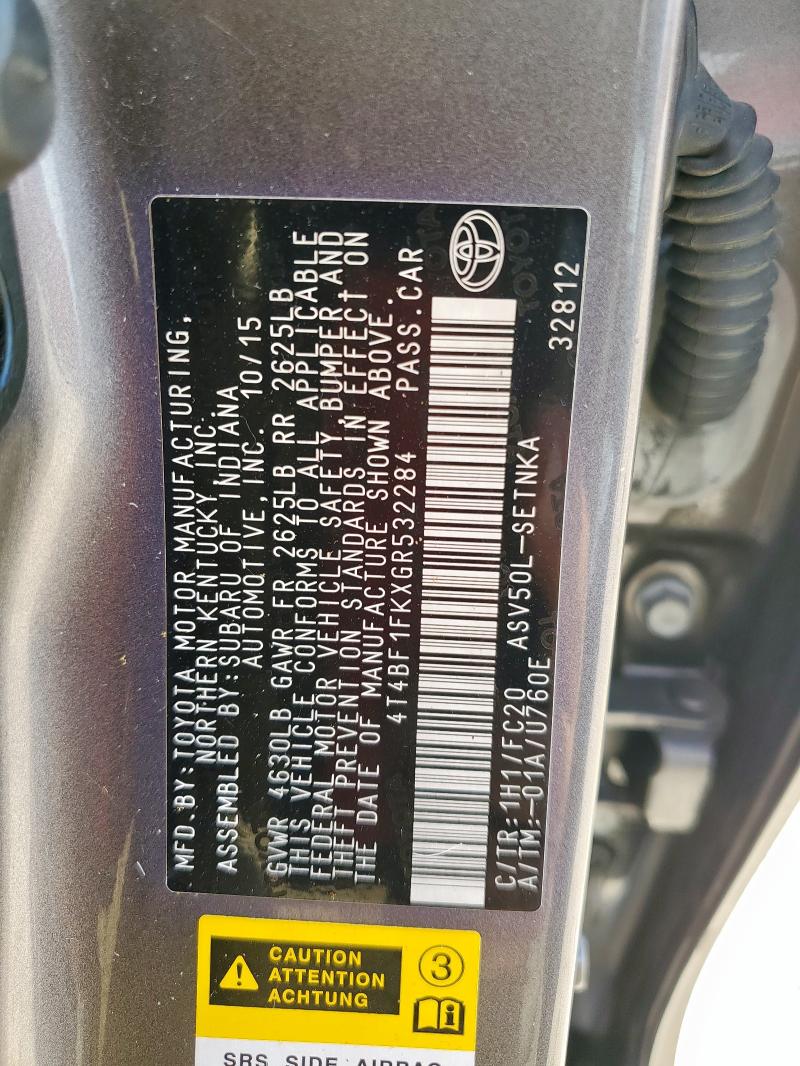 MFD.BY:TOYOTA MOTOR MANUFACTURING,
NORTHERN KENTUCKY, INC.
ASSEMBLED BY:SUBARU OF INDIANA
AUTOMOTIVE, INC. 10/15
GVWR 4630LB GAWR FR 2625LB RR 2625LB
THIS VEHICLE CONFORMS TO ALL APPLICABLE
FEDERAL MOTOR VEHICLE SAFETY,BUMPER,AND
THEFT PREVENTION STANDARDS IN EFFECT ON
THE DATE OF MANUFACTURE SHOWN ABOVE.
4T4BF1FKXGR532284 PASS.CAR
C/TR:1H1/FC20 ASV50L-SETNKA
A/TM:-01A/U760E 32812
CAUTION
ATTENTION
ACHTUNG
3
SRS SIDE AIRBAG